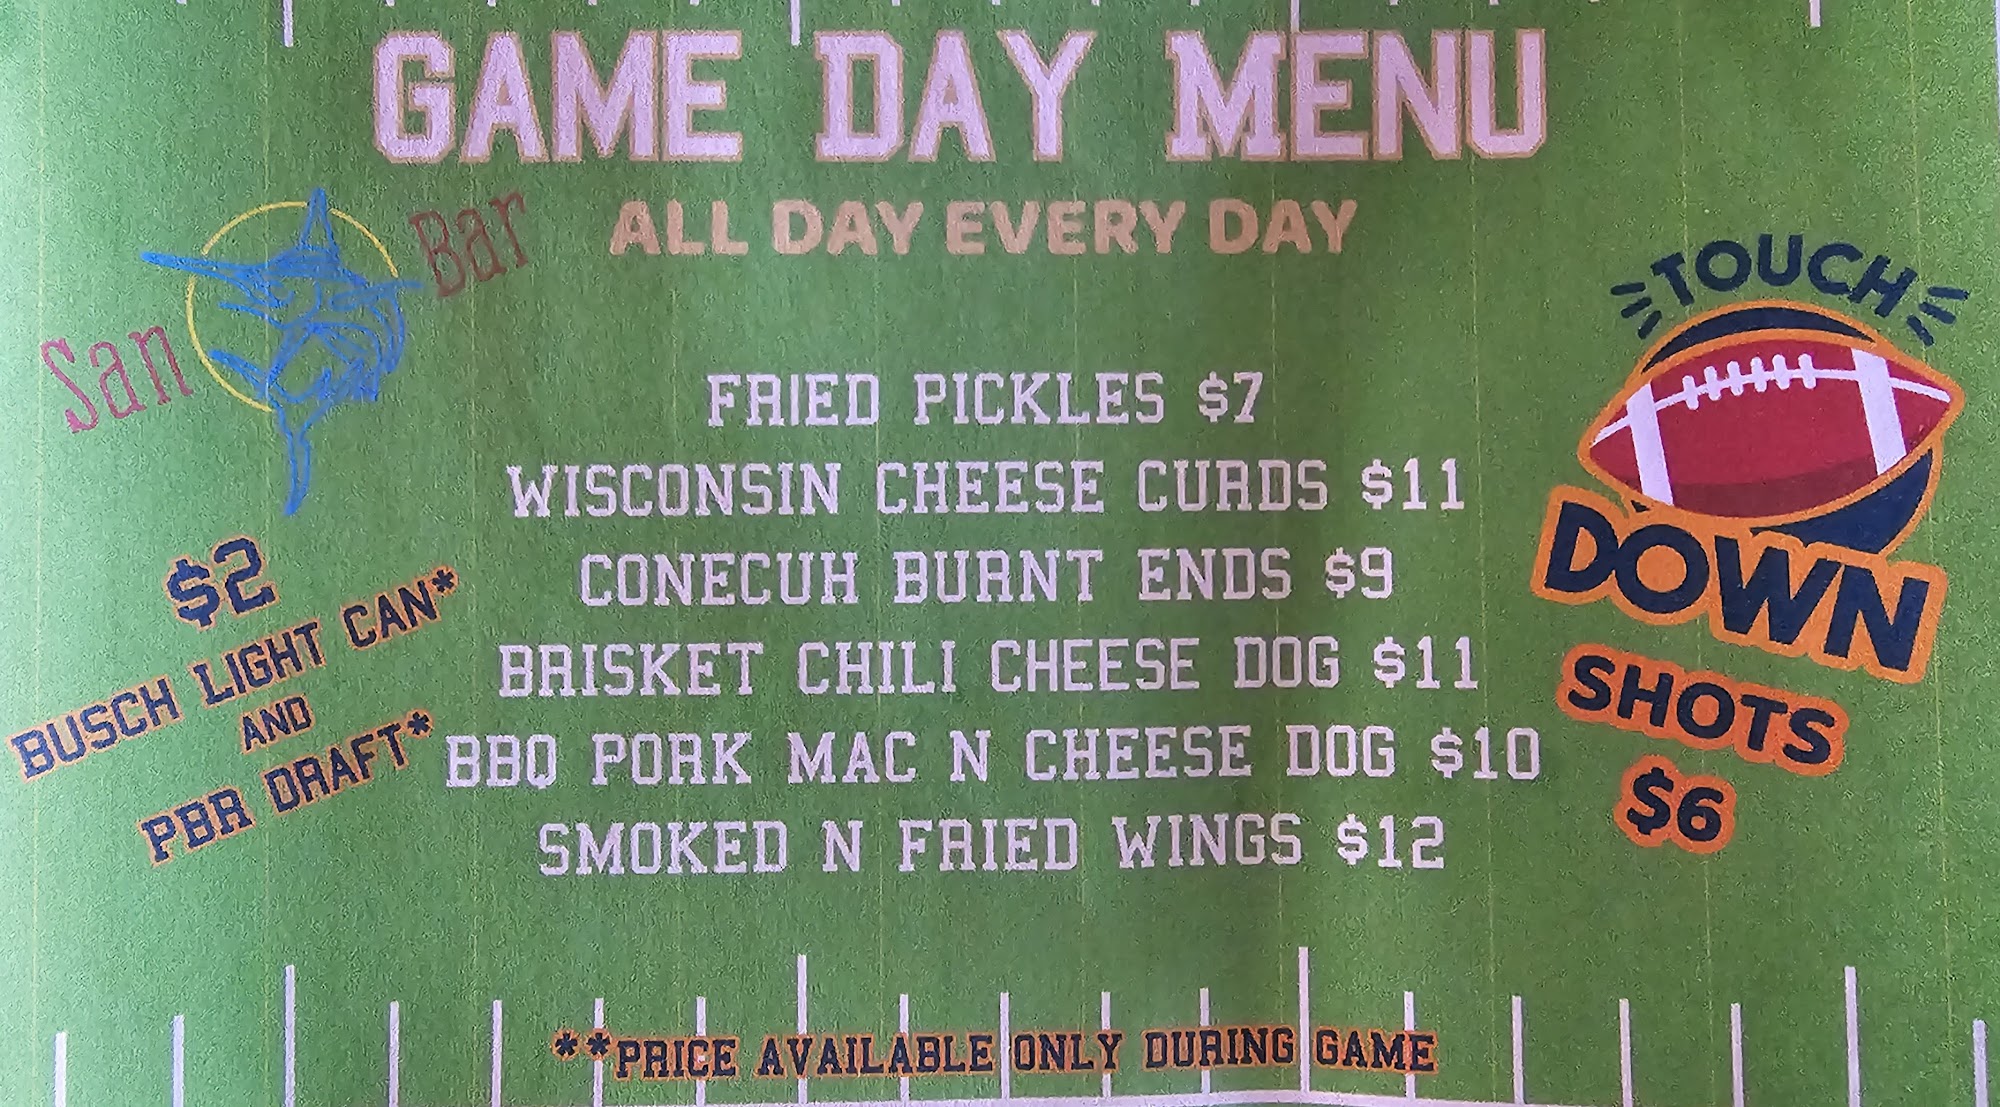 GAME DAY MENU
ALL DAY EVERY DAY
San Bar
FRIED PICKLES $7
WISCONSIN CHEESE CURDS $11
CONECUH BURNT ENDS $9
BRISKET CHILI CHEESE DOG $11
BBQ PORK MAC N CHEESE DOG $10
SMOKED N FRIED WINGS $12
$2
BUSCH LIGHT CAN*
AND
PBR DRAFT*
TOUCH
DOWN
SHOTS
$6
**PRICE AVAILABLE ONLY DURING GAME